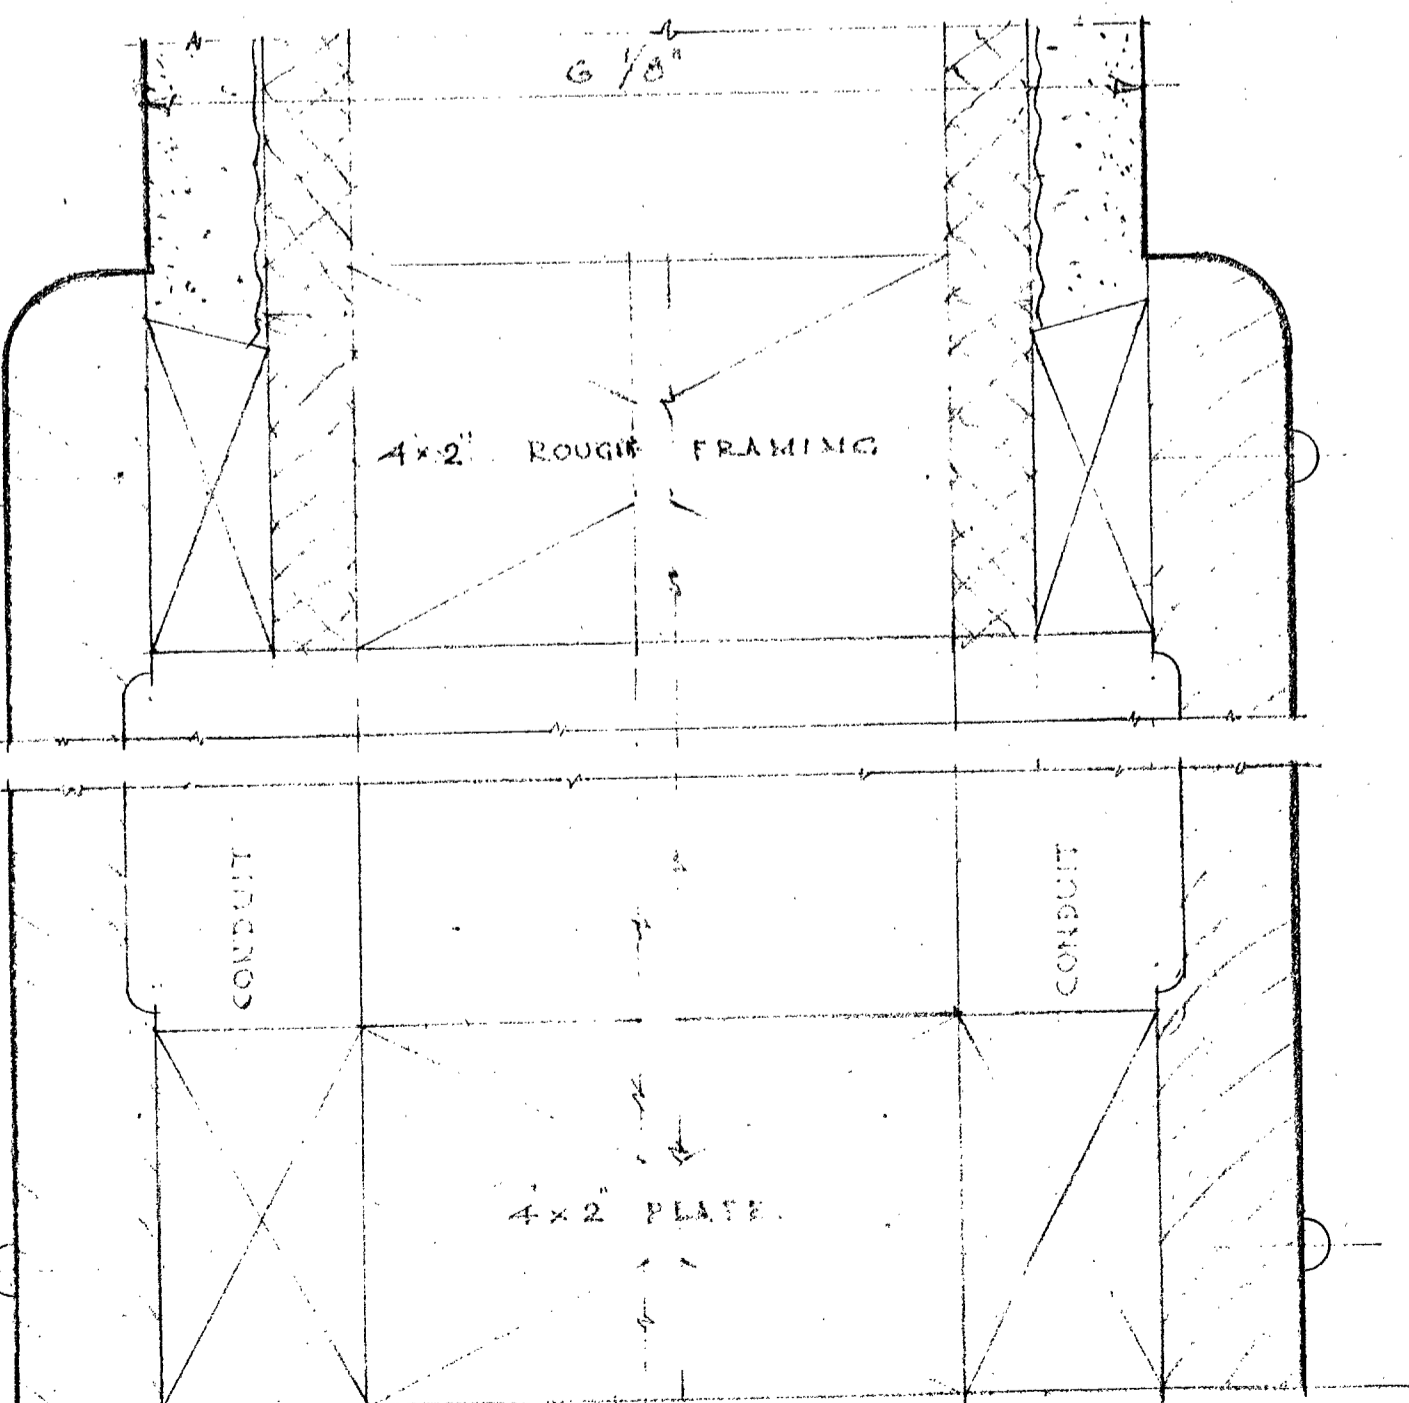 6 1/8"
4 x 2" ROUGH FRAMING
CONDUIT
CONDUIT
4 x 2" PLATE.